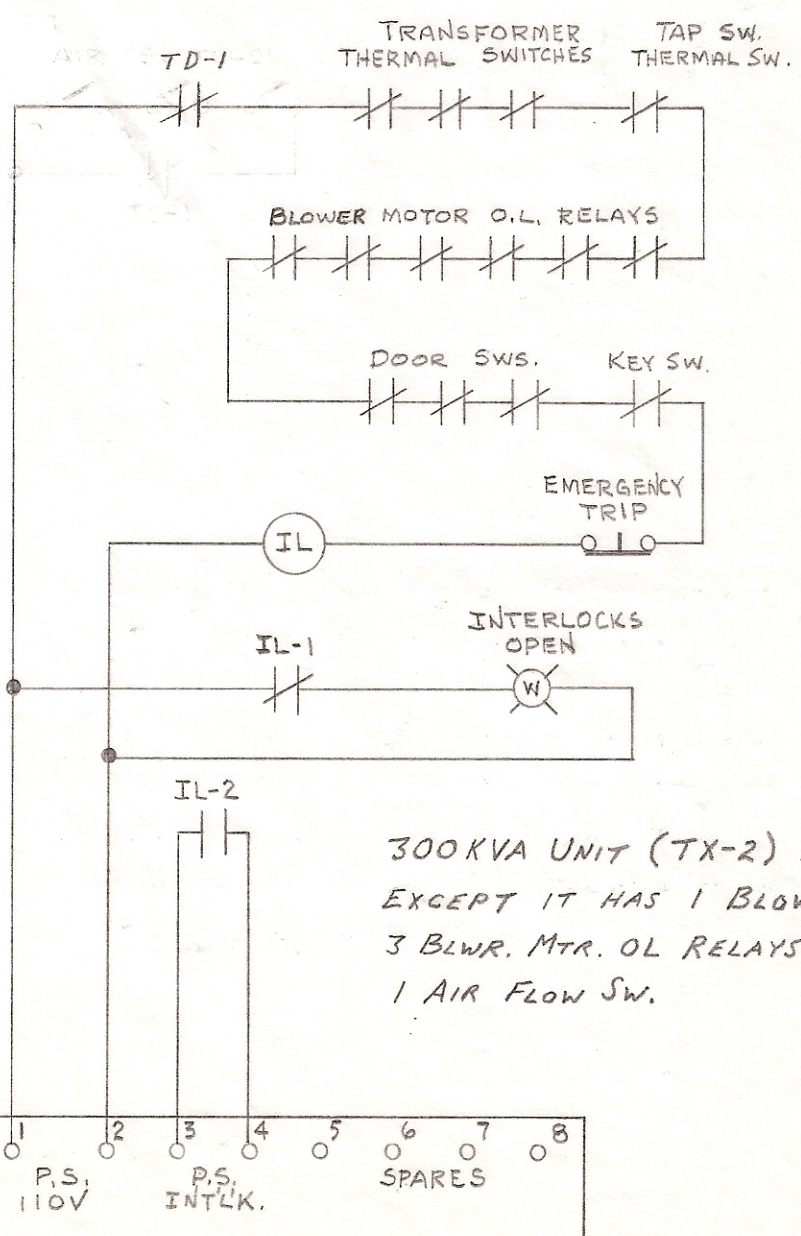 TD-1
TRANSFORMER THERMAL SWITCHES
TAP SW. THERMAL SW.
BLOWER MOTOR O.L. RELAYS
DOOR SWS.
KEY SW.
EMERGENCY TRIP
IL
IL-1
INTERLOCKS OPEN
W
IL-2
300KVA UNIT (TX-2)
EXCEPT IT HAS 1
3 BLWR. MTR. OL RELAYS
1 AIR FLOW SW.
1 2 3 4 5 6 7 8
P.S. 110V
P.S. INT'L'K.
SPARES